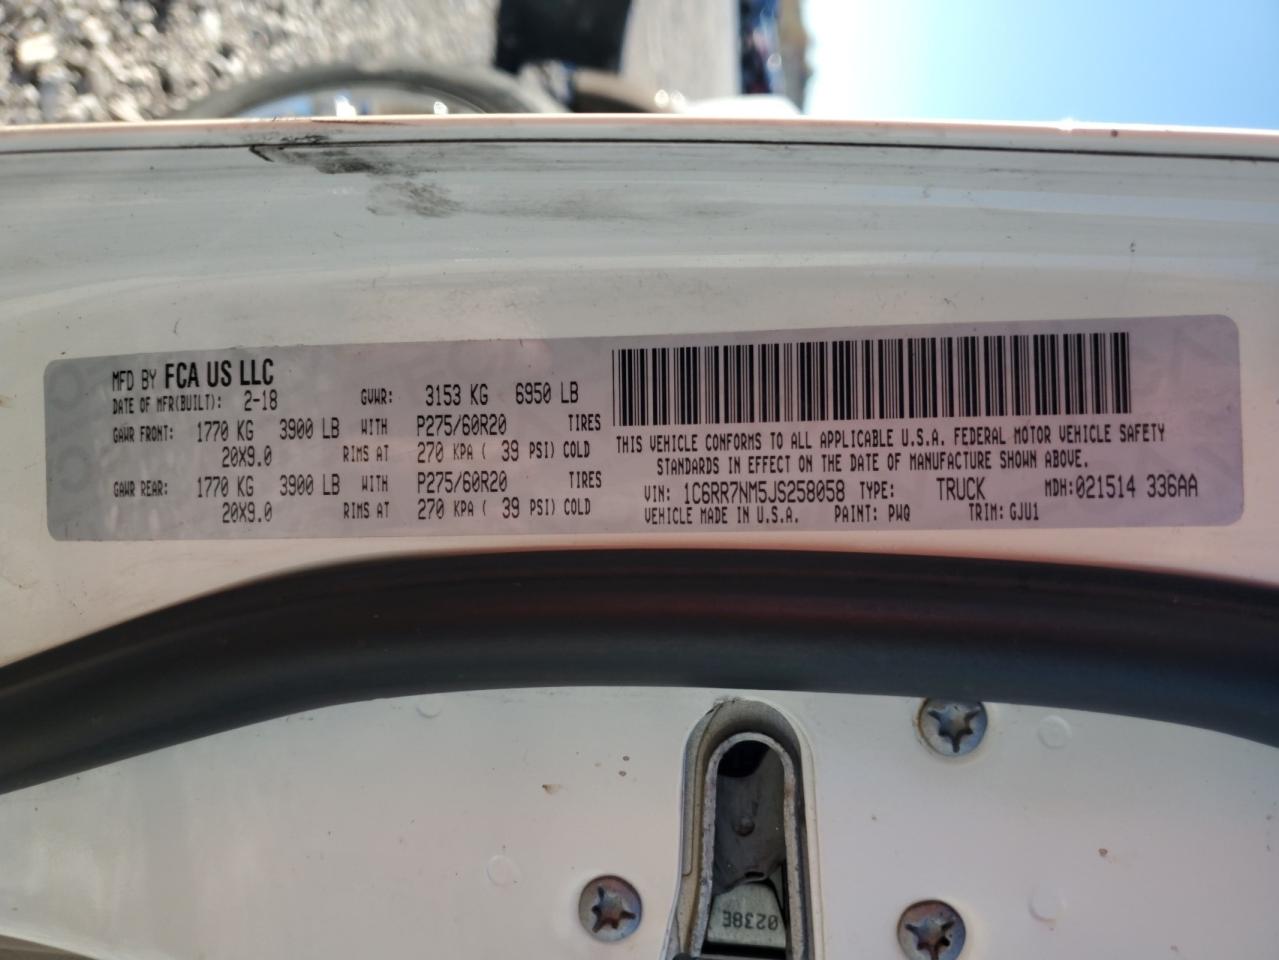 MFD BY FCA US LLC
DATE OF MFR(BUILT): 2-18 GVWR: 3153 KG 6950 LB
GAWR FRONT: 1770 KG 3900 LB WITH P275/60R20 TIRES
20X9.0 RIMS AT 270 KPA ( 39 PSI) COLD
GAWR REAR: 1770 KG 3900 LB WITH P275/60R20 TIRES
20X9.0 RIMS AT 270 KPA ( 39 PSI) COLD
THIS VEHICLE CONFORMS TO ALL APPLICABLE U.S.A. FEDERAL MOTOR VEHICLE SAFETY
STANDARDS IN EFFECT ON THE DATE OF MANUFACTURE SHOWN ABOVE.
VIN: 1C6RR7NM5JS258058 TYPE: TRUCK MDH:021514 336AA
VEHICLE MADE IN U.S.A. PAINT: PWQ TRIM: GJU1
0238E